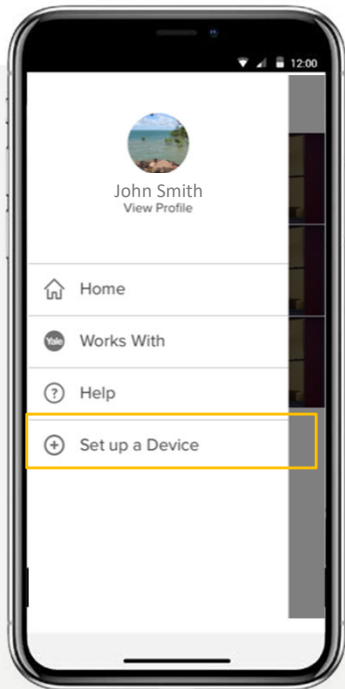 12:00
John Smith
View Profile
Home
Yale
Works With
Help
Set up a Device